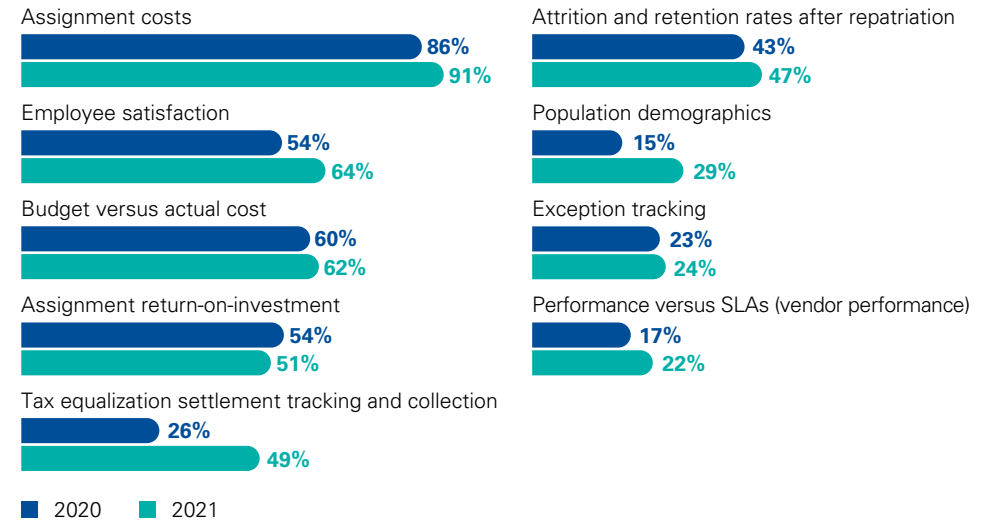 Assignment costs
86%
91%
Employee satisfaction
54%
64%
Budget versus actual cost
60%
62%
Assignment return-on-investment
54%
51%
Tax equalization settlement tracking and collection
26%
49%
Attrition and retention rates after repatriation
43%
47%
Population demographics
15%
29%
Exception tracking
23%
24%
Performance versus SLAs (vendor performance)
17%
22%
2020 2021